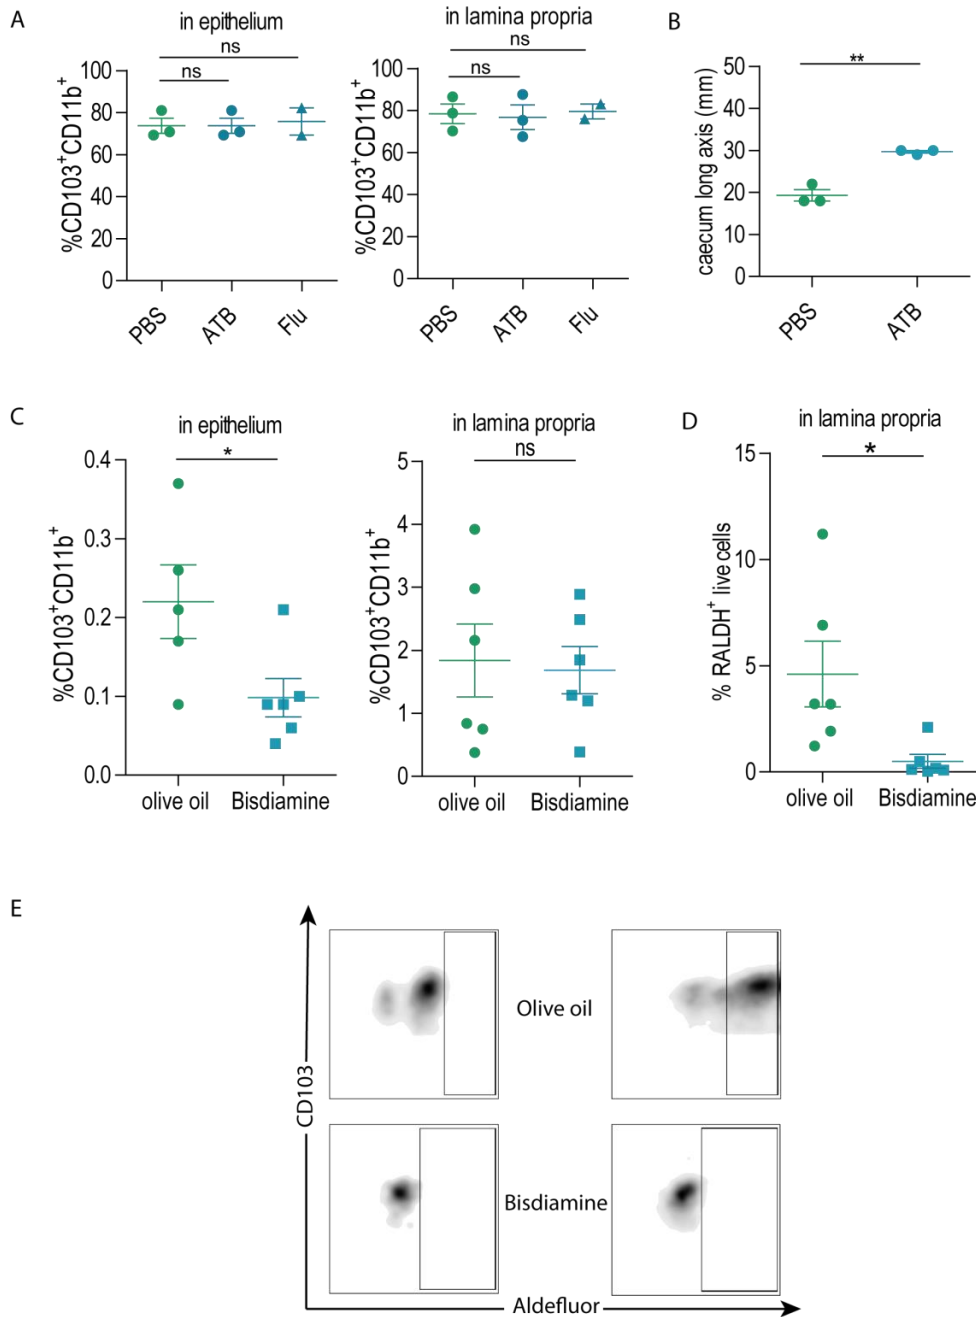 A
in epithelium
ns
ns
%CD103+CD11b+
100
80
60
40
20
0
PBS
ATB
Flu
in lamina propria
ns
ns
%CD103+CD11b+
100
80
60
40
20
0
PBS
ATB
Flu
B
**
caecum long axis (mm)
50
40
30
20
10
0
PBS
ATB
C
in epithelium
*
%CD103+CD11b+
0.4
0.3
0.2
0.1
0.0
olive oil
Bisdiamine
in lamina propria
ns
%CD103+CD11b+
5
4
3
2
1
0
olive oil
Bisdiamine
D
in lamina propria
*
% RALDH+ live cells
15
10
5
0
olive oil
Bisdiamine
E
CD103
Olive oil
Bisdiamine
Aldefluor